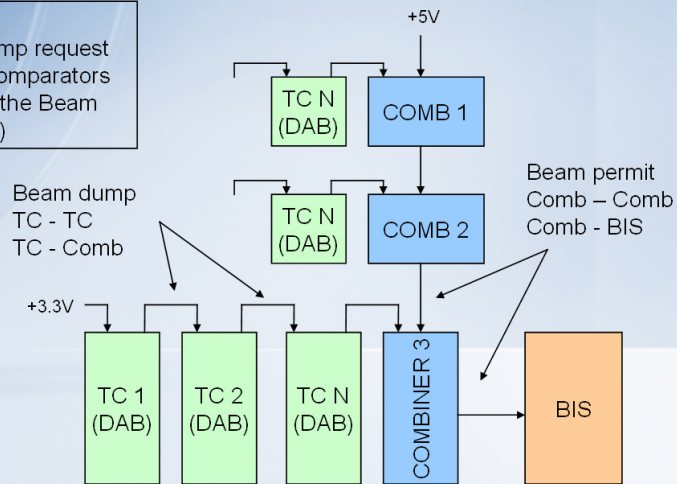 mp request
omparators
the Beam
)
+5V
TC N
(DAB)
COMB 1
Beam dump
TC - TC
TC - Comb
TC N
(DAB)
COMB 2
Beam permit
Comb – Comb
Comb - BIS
+3.3V
TC 1
(DAB)
TC 2
(DAB)
TC N
(DAB)
COMBINER 3
BIS